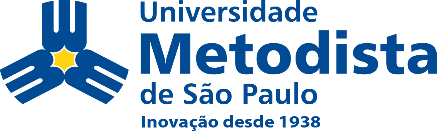 Universidade
Metodista
de São Paulo
Inovação desde 1938